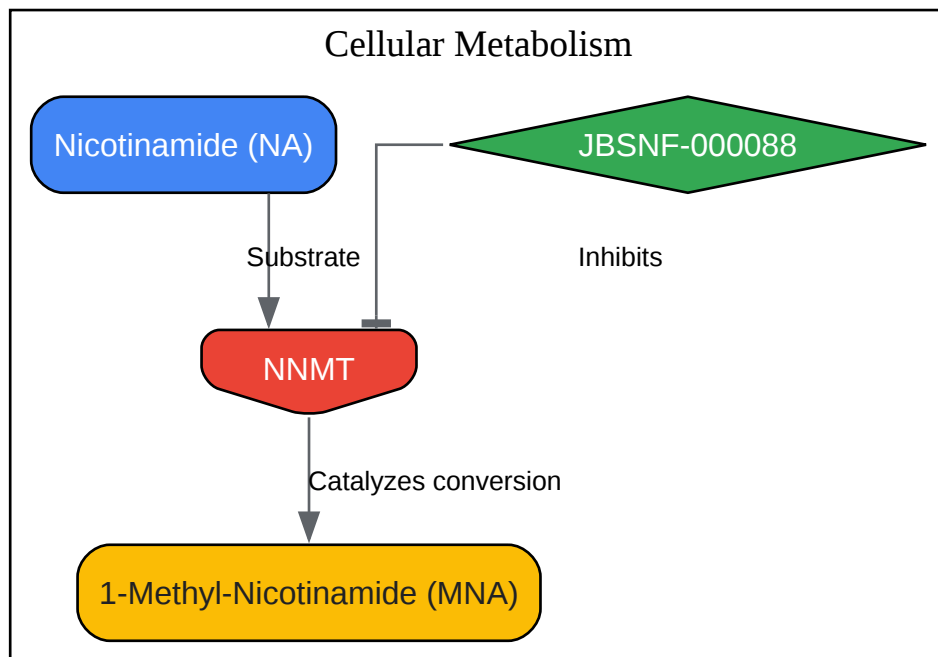 Cellular Metabolism
Nicotinamide (NA)
JBSNF-000088
Substrate
Inhibits
NNMT
Catalyzes conversion
1-Methyl-Nicotinamide (MNA)